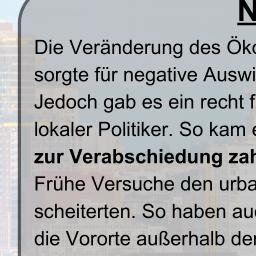 N
Die Veränderung des Öko
sorgte für negative Auswi
Jedoch gab es ein recht f
lokaler Politiker. So kam e
zur Verabschiedung zah
Frühe Versuche den urba
scheiterten. So haben au
die Vororte außerhalb der